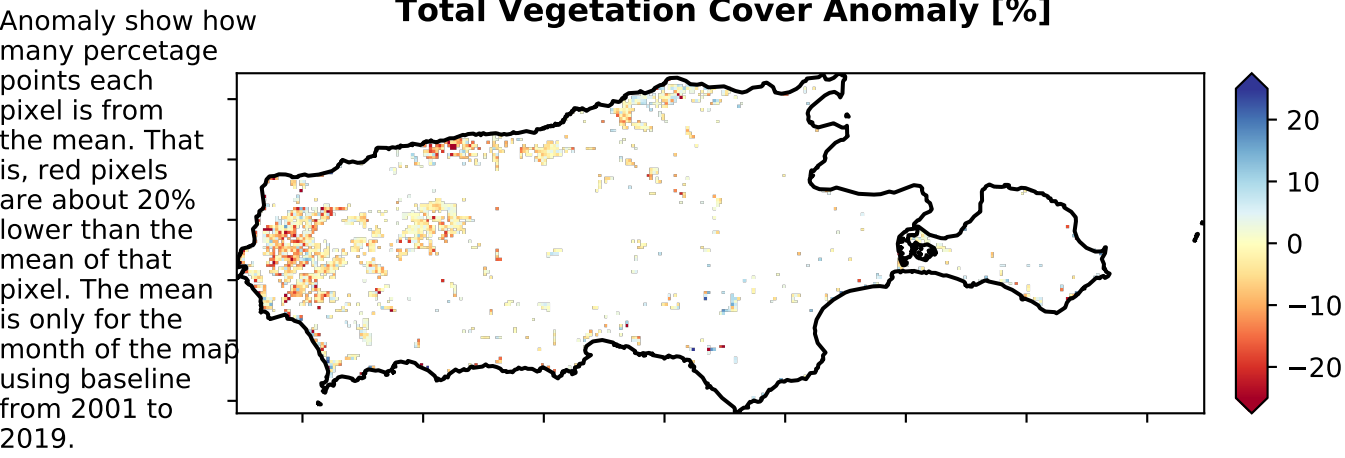 Total Vegetation Cover Anomaly [%]
Anomaly show how
many percetage
points each
pixel is from
the mean. That
is, red pixels
are about 20%
lower than the
mean of that
pixel. The mean
is only for the
month of the map
using baseline
from 2001 to
2019.
20
10
0
−10
−20